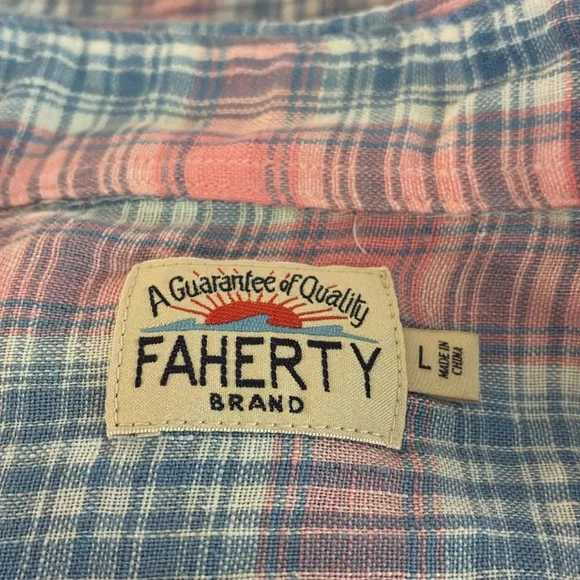 A Guarantee of Quality
FAHERTY
BRAND
L
MADE IN
CHINA